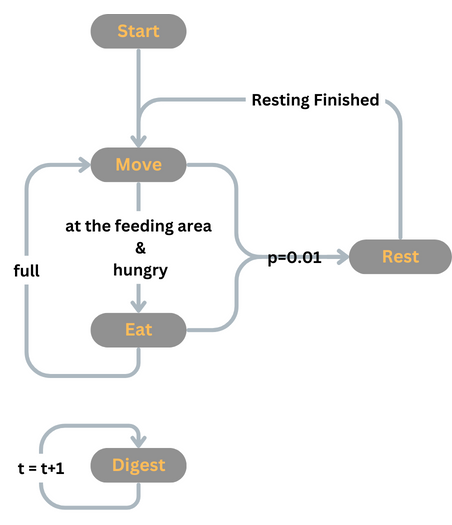 Start
Resting Finished
Move
at the feeding area
&
hungry
p=0.01
Rest
full
Eat
Digest
t = t+1